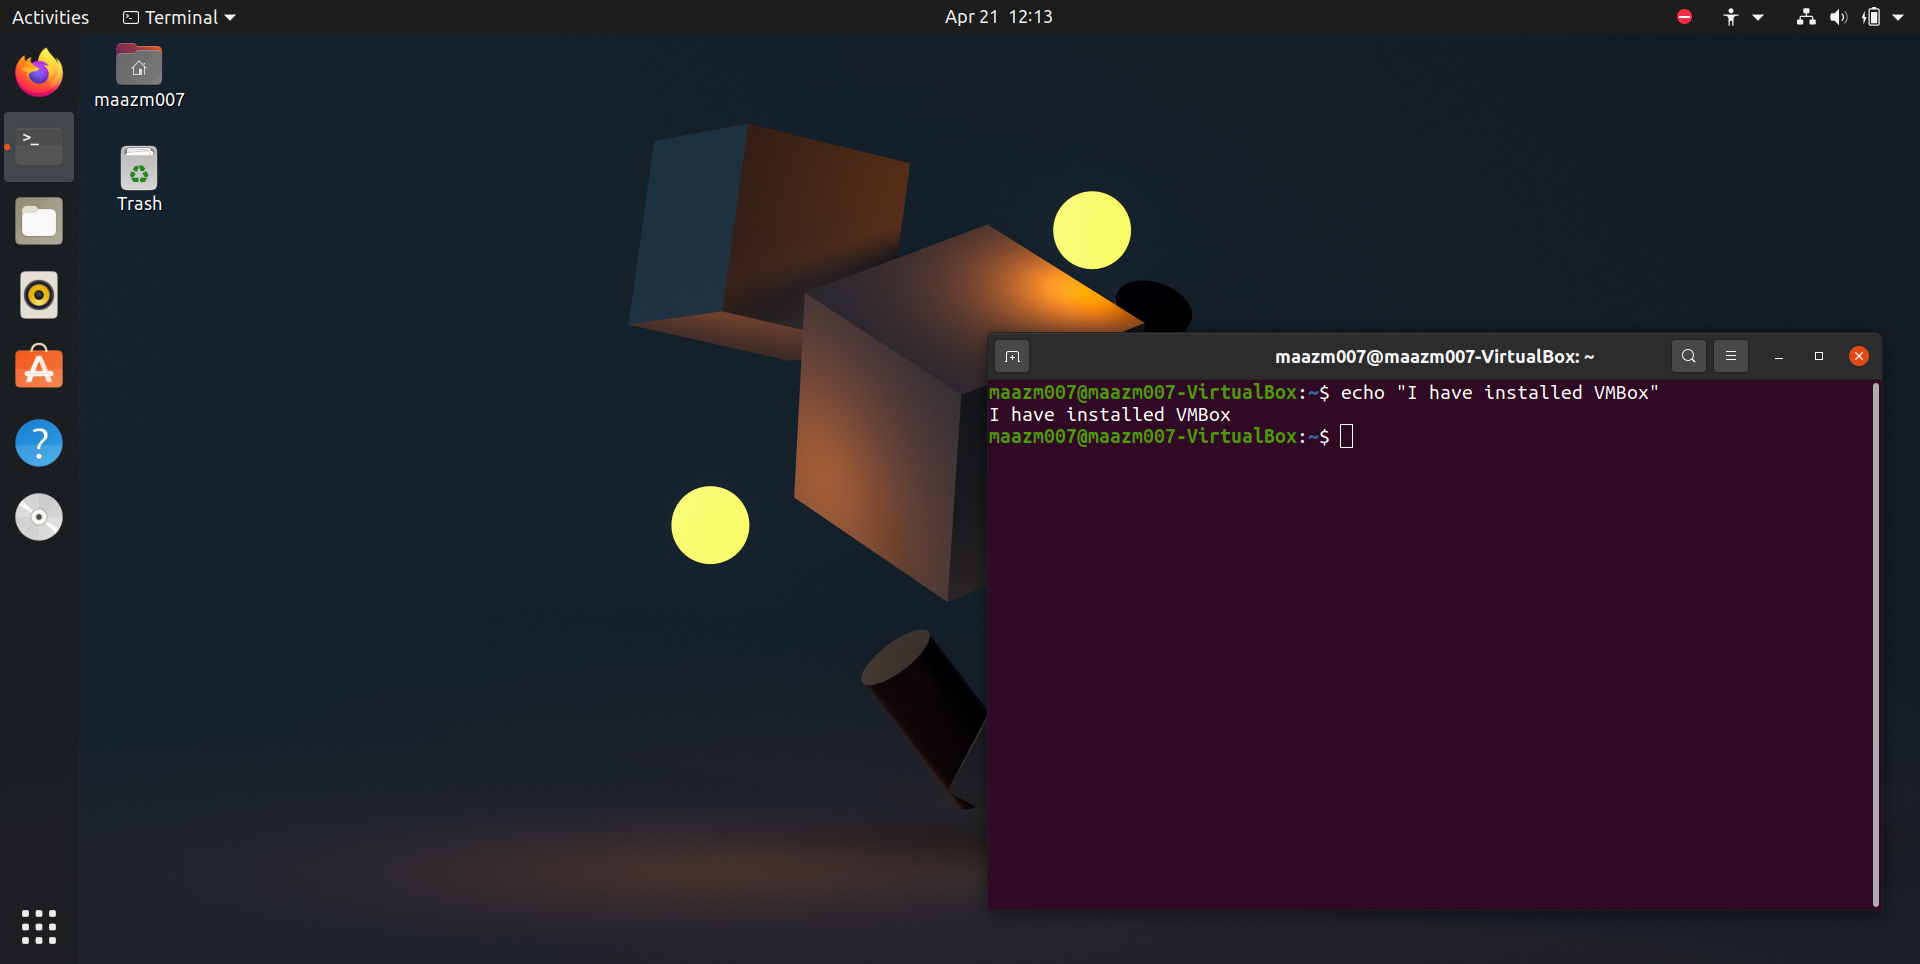 Activities Terminal Apr 21 12:13
maazm007
Trash
maazm007@maazm007-VirtualBox: ~
maazm007@maazm007-VirtualBox:~$ echo "I have installed VMBox"
I have installed VMBox
maazm007@maazm007-VirtualBox:~$